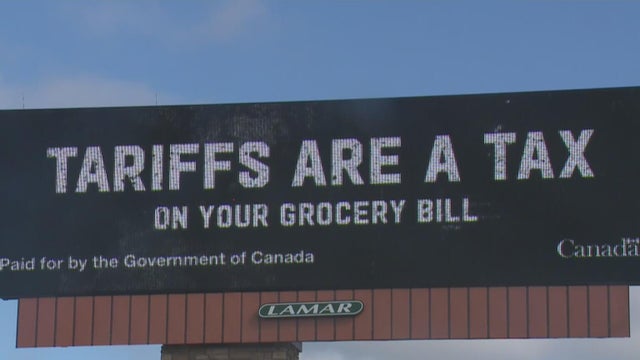 TARIFFS ARE A TAX
ON YOUR GROCERY BILL
Paid for by the Government of Canada
Canada
LAMAR